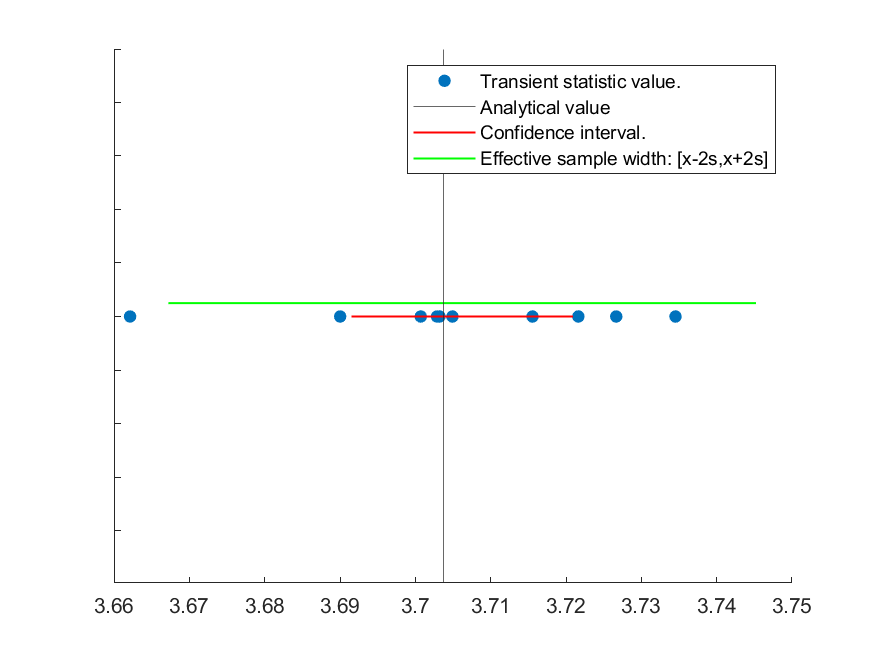 Transient statistic value.
Analytical value
Confidence interval.
Effective sample width: [x-2s,x+2s]
3.66 3.67 3.68 3.69 3.7 3.71 3.72 3.73 3.74 3.75